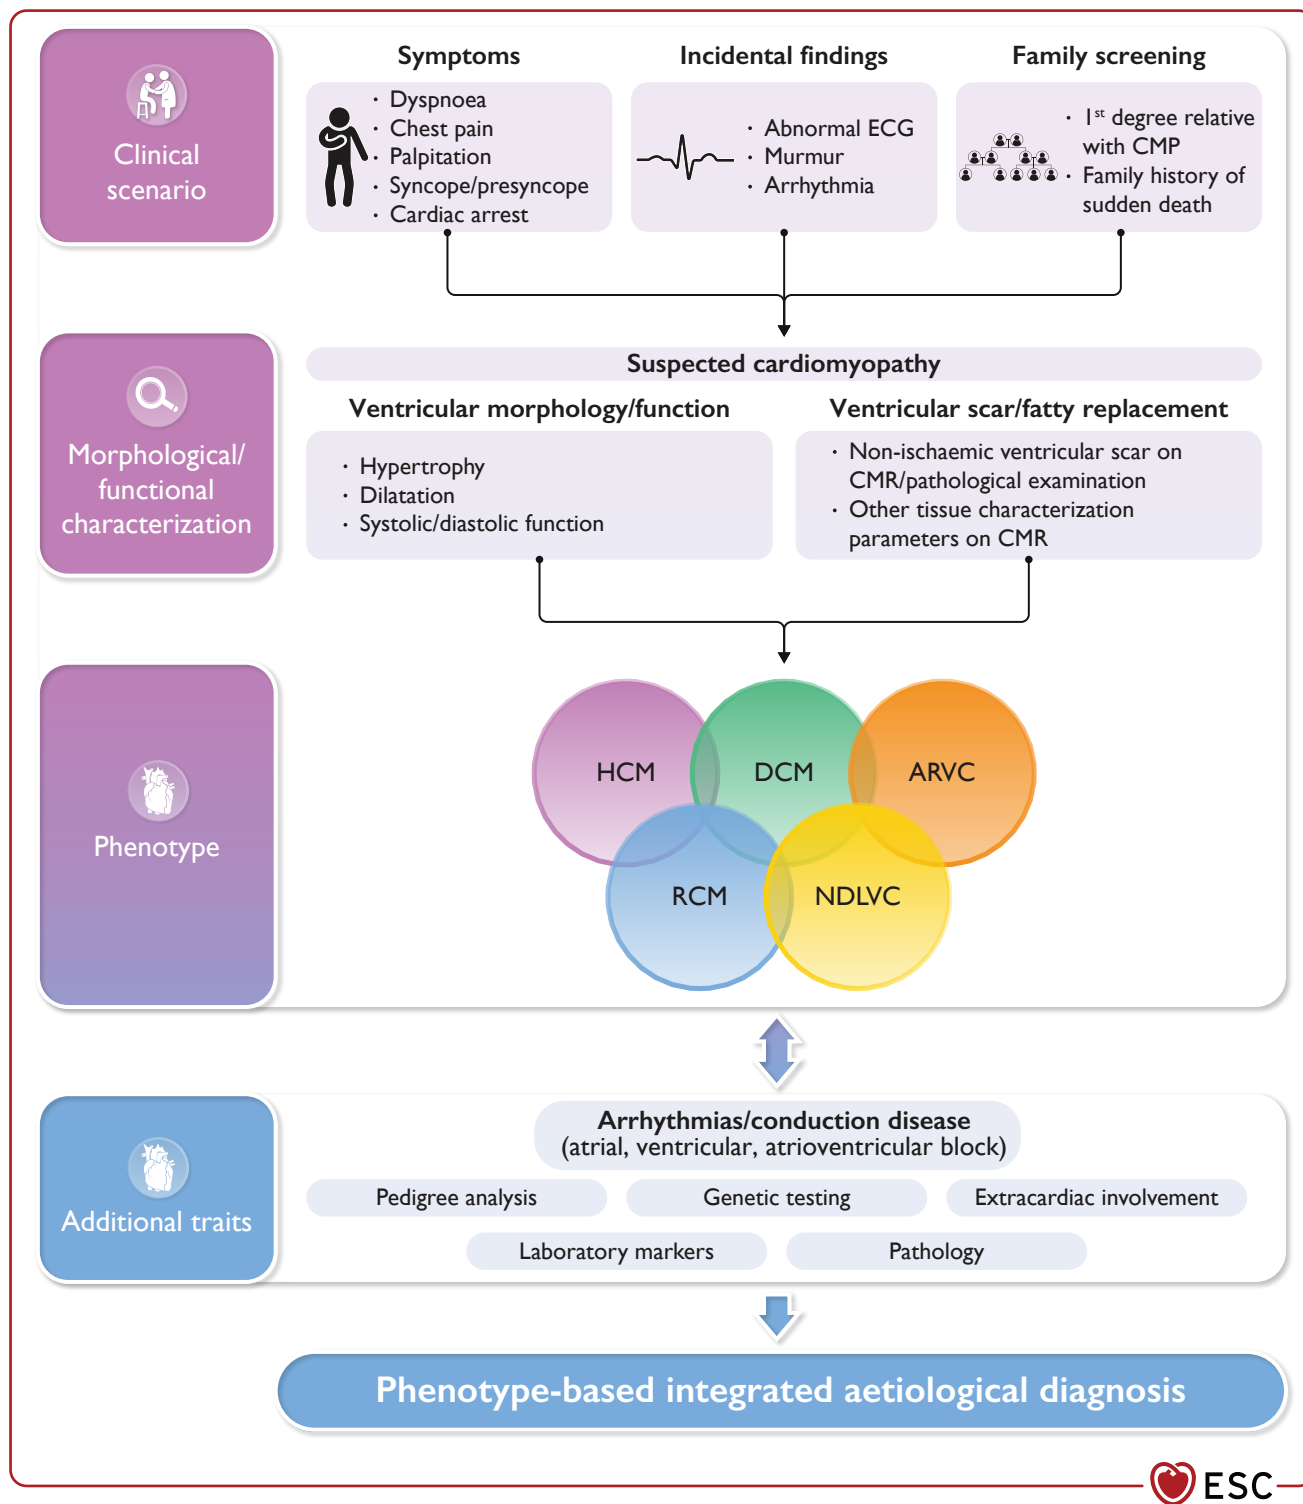 Clinical
scenario
Symptoms
· Dyspnoea
· Chest pain
· Palpitation
· Syncope/presyncope
· Cardiac arrest
Incidental findings
· Abnormal ECG
· Murmur
· Arrhythmia
Family screening
· 1st degree relative
with CMP
· Family history of
sudden death
Morphological/
functional
characterization
Suspected cardiomyopathy
Ventricular morphology/function
· Hypertrophy
· Dilatation
· Systolic/diastolic function
Ventricular scar/fatty replacement
· Non-ischaemic ventricular scar on
CMR/pathological examination
· Other tissue characterization
parameters on CMR
Phenotype
HCM
DCM
ARVC
RCM
NDLVC
Additional traits
Arrhythmias/conduction disease
(atrial, ventricular, atrioventricular block)
Pedigree analysis
Genetic testing
Extracardiac involvement
Laboratory markers
Pathology
Phenotype-based integrated aetiological diagnosis
ESC